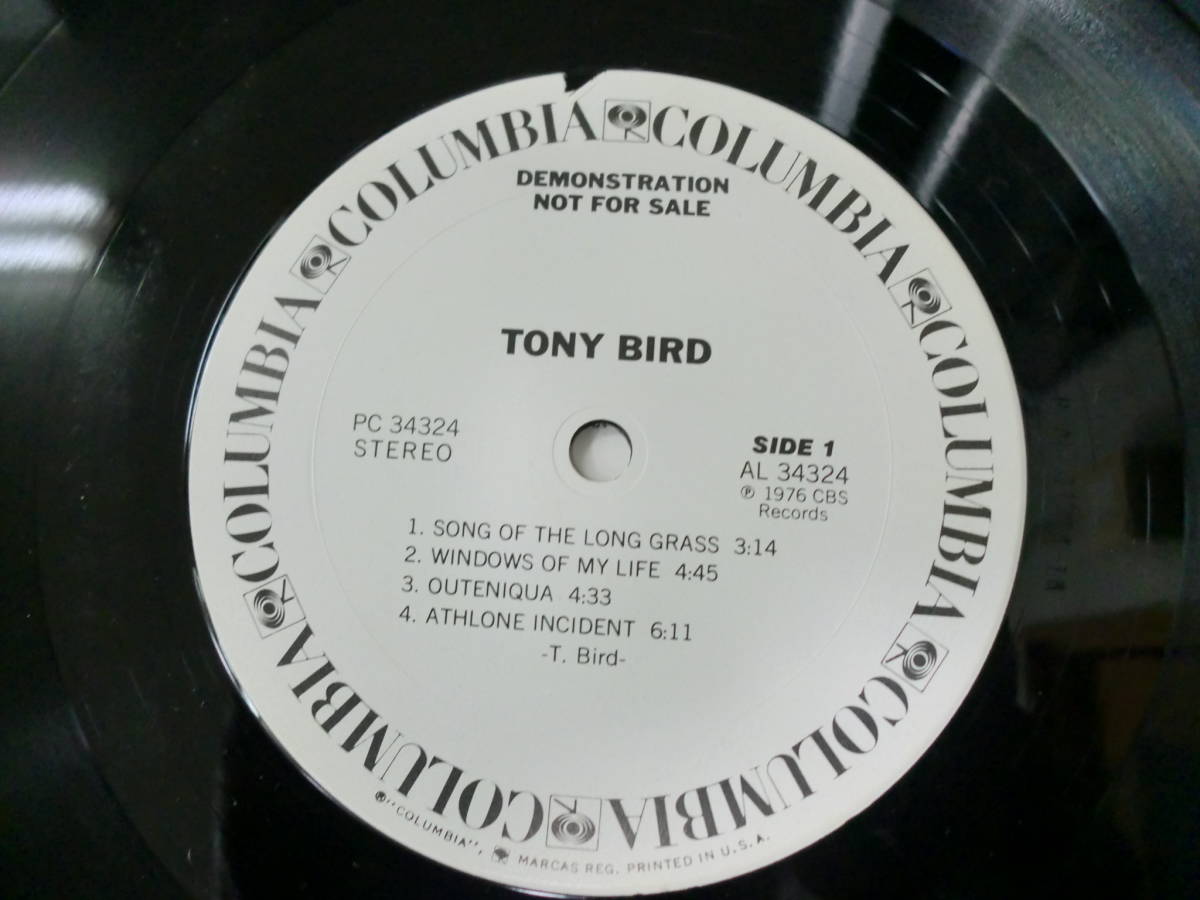 COLUMBIA COLUMBIA COLUMBIA COLUMBIA COLUMBIA COLUMBIA COLUMBIA COLUMBIA
DEMONSTRATION
NOT FOR SALE
TONY BIRD
PC 34324
STEREO
SIDE 1
AL 34324
℗ 1976 CBS
Records
1. SONG OF THE LONG GRASS 3:14
2. WINDOWS OF MY LIFE 4:45
3. OUTENIQUA 4:33
4. ATHLONE INCIDENT 6:11
-T. Bird-
®"COLUMBIA", MARCAS REG. PRINTED IN U.S.A.